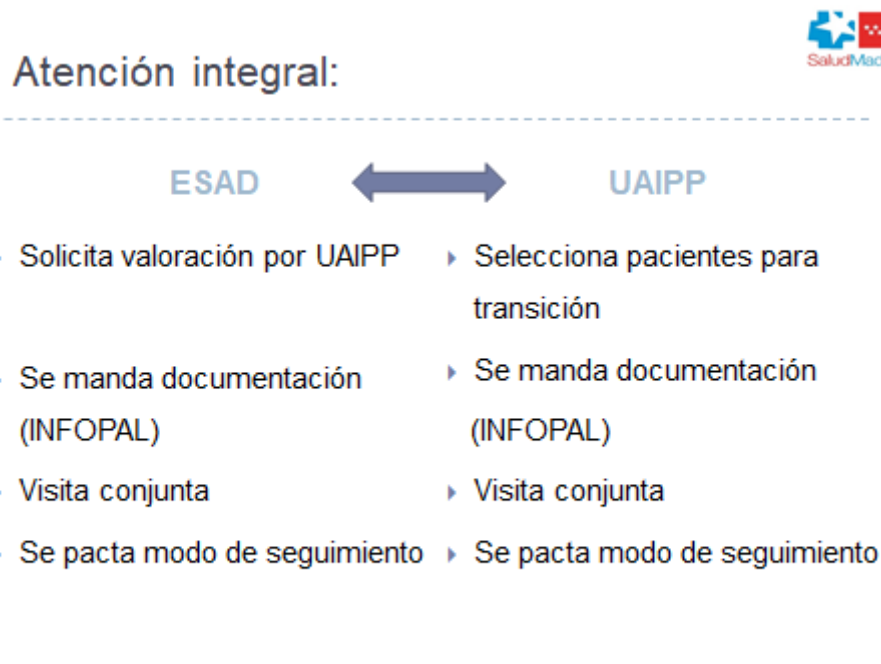 SaludMad
Atención integral:
ESAD
UAIPP
Solicita valoración por UAIPP
Se manda documentación
(INFOPAL)
Visita conjunta
Se pacta modo de seguimiento
Selecciona pacientes para
transición
Se manda documentación
(INFOPAL)
Visita conjunta
Se pacta modo de seguimiento